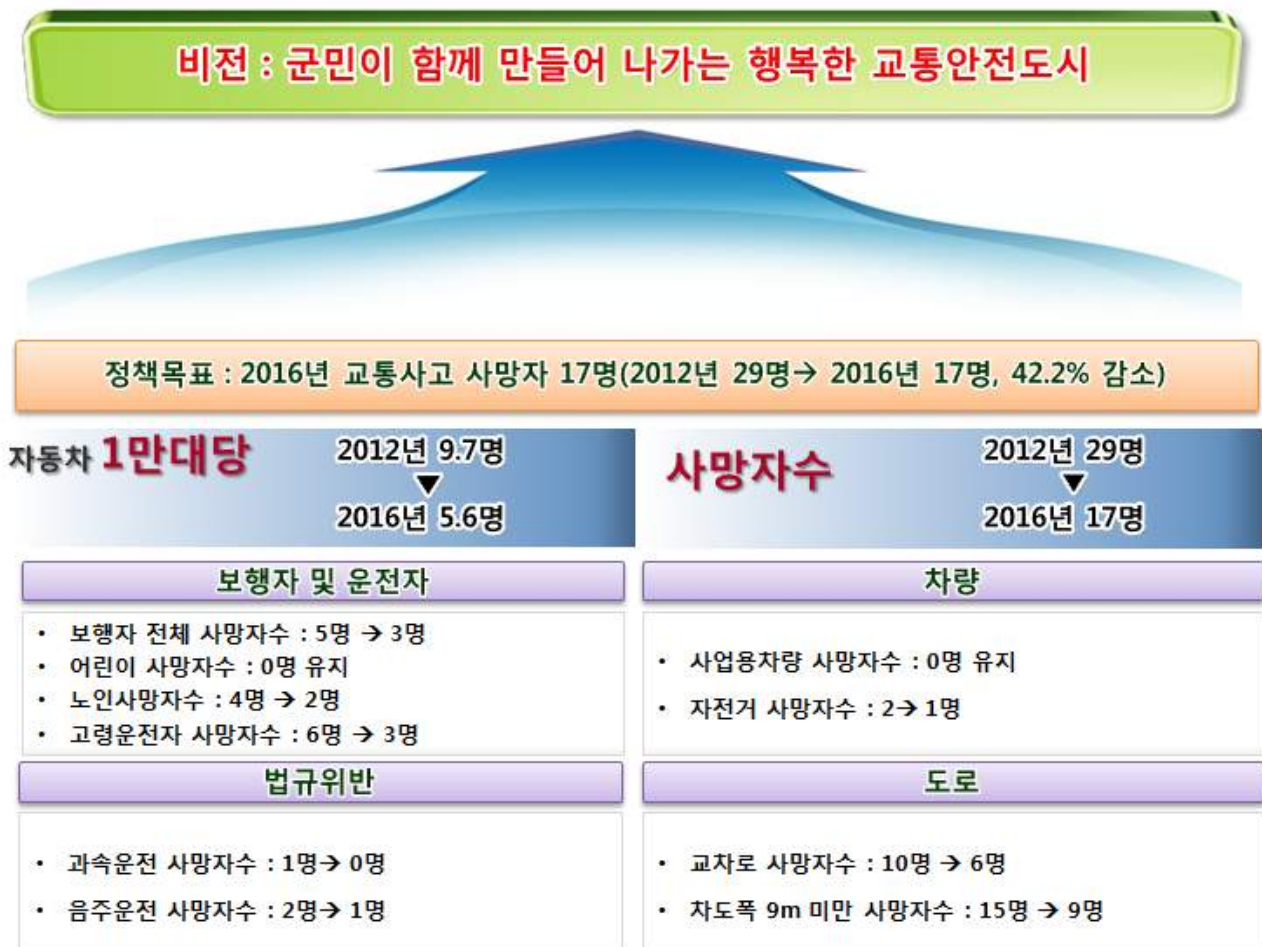 비전 : 군민이 함께 만들어 나가는 행복한 교통안전도시
정책목표 : 2016년 교통사고 사망자 17명(2012년 29명→ 2016년 17명, 42.2% 감소)
자동차 1만대당
2012년 9.7명
▼
2016년 5.6명
사망자수
2012년 29명
▼
2016년 17명
보행자 및 운전자
• 보행자 전체 사망자수 : 5명 → 3명
• 어린이 사망자수 : 0명 유지
• 노인사망자수 : 4명 → 2명
• 고령운전자 사망자수 : 6명 → 3명
차량
• 사업용차량 사망자수 : 0명 유지
• 자전거 사망자수 : 2→ 1명
법규위반
• 과속운전 사망자수 : 1명→ 0명
• 음주운전 사망자수 : 2명→ 1명
도로
• 교차로 사망자수 : 10명 → 6명
• 차도폭 9m 미만 사망자수 : 15명 → 9명